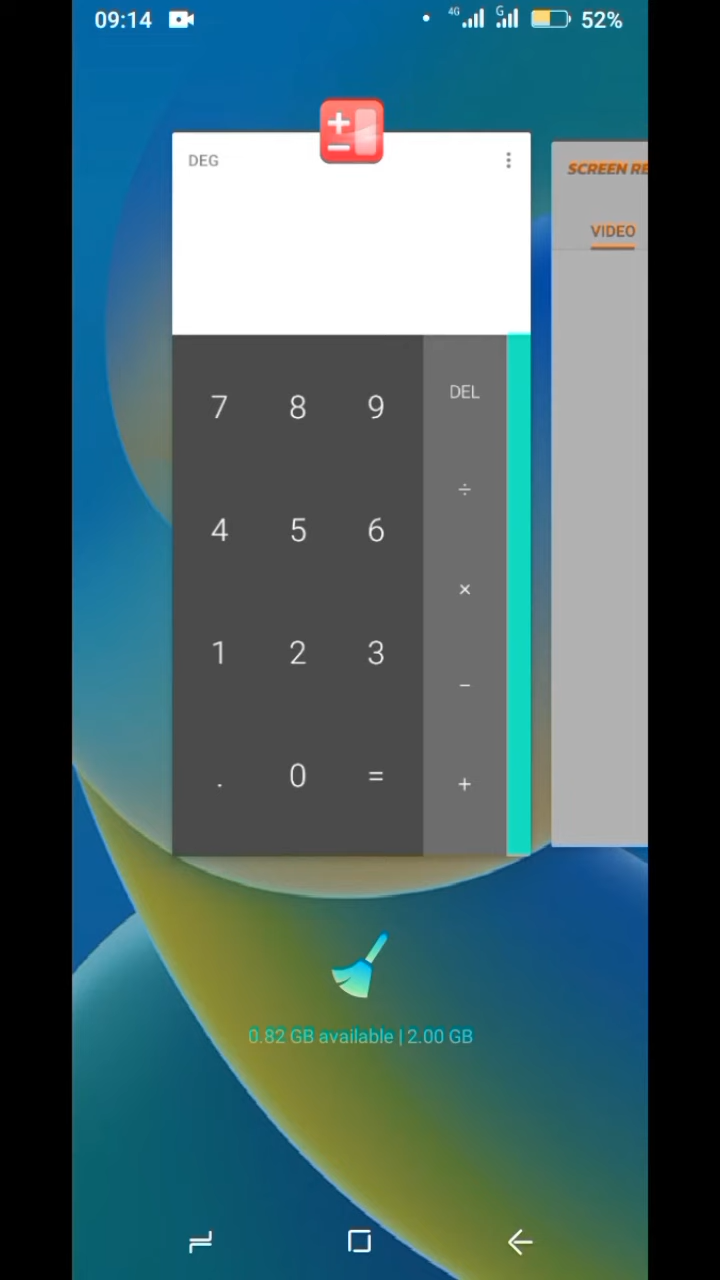 09:14
4G
G
52%
DEG
SCREEN RE
VIDEO
7 8 9 DEL
÷
4 5 6
×
1 2 3
−
. 0 = +
0.82 GB available | 2.00 GB